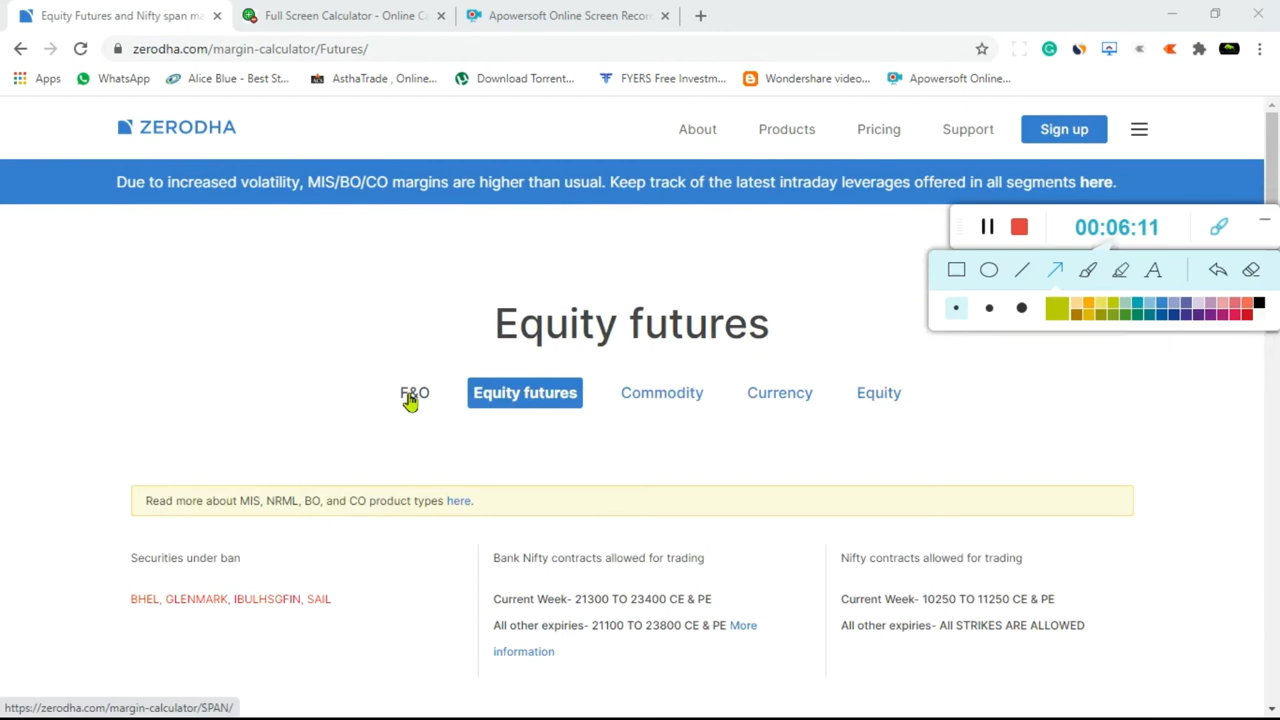 Equity Futures and Nifty span ma
Full Screen Calculator - Online C
Apowersoft Online Screen Recor
zerodha.com/margin-calculator/Futures/
Apps
WhatsApp
Alice Blue - Best St...
AsthaTrade , Online...
Download Torrent...
FYERS Free Investm...
Wondershare video...
Apowersoft Online...
ZERODHA
About
Products
Pricing
Support
Sign up
Due to increased volatility, MIS/BO/CO margins are higher than usual. Keep track of the latest intraday leverages offered in all segments here.
00:06:11
A
Equity futures
F&O
Equity futures
Commodity
Currency
Equity
Read more about MIS, NRML, BO, and CO product types here.
Securities under ban
BHEL, GLENMARK, IBULHSGFIN, SAIL
Bank Nifty contracts allowed for trading
Current Week- 21300 TO 23400 CE & PE
All other expiries- 21100 TO 23800 CE & PE More
information
Nifty contracts allowed for trading
Current Week- 10250 TO 11250 CE & PE
All other expiries- All STRIKES ARE ALLOWED
https://zerodha.com/margin-calculator/SPAN/